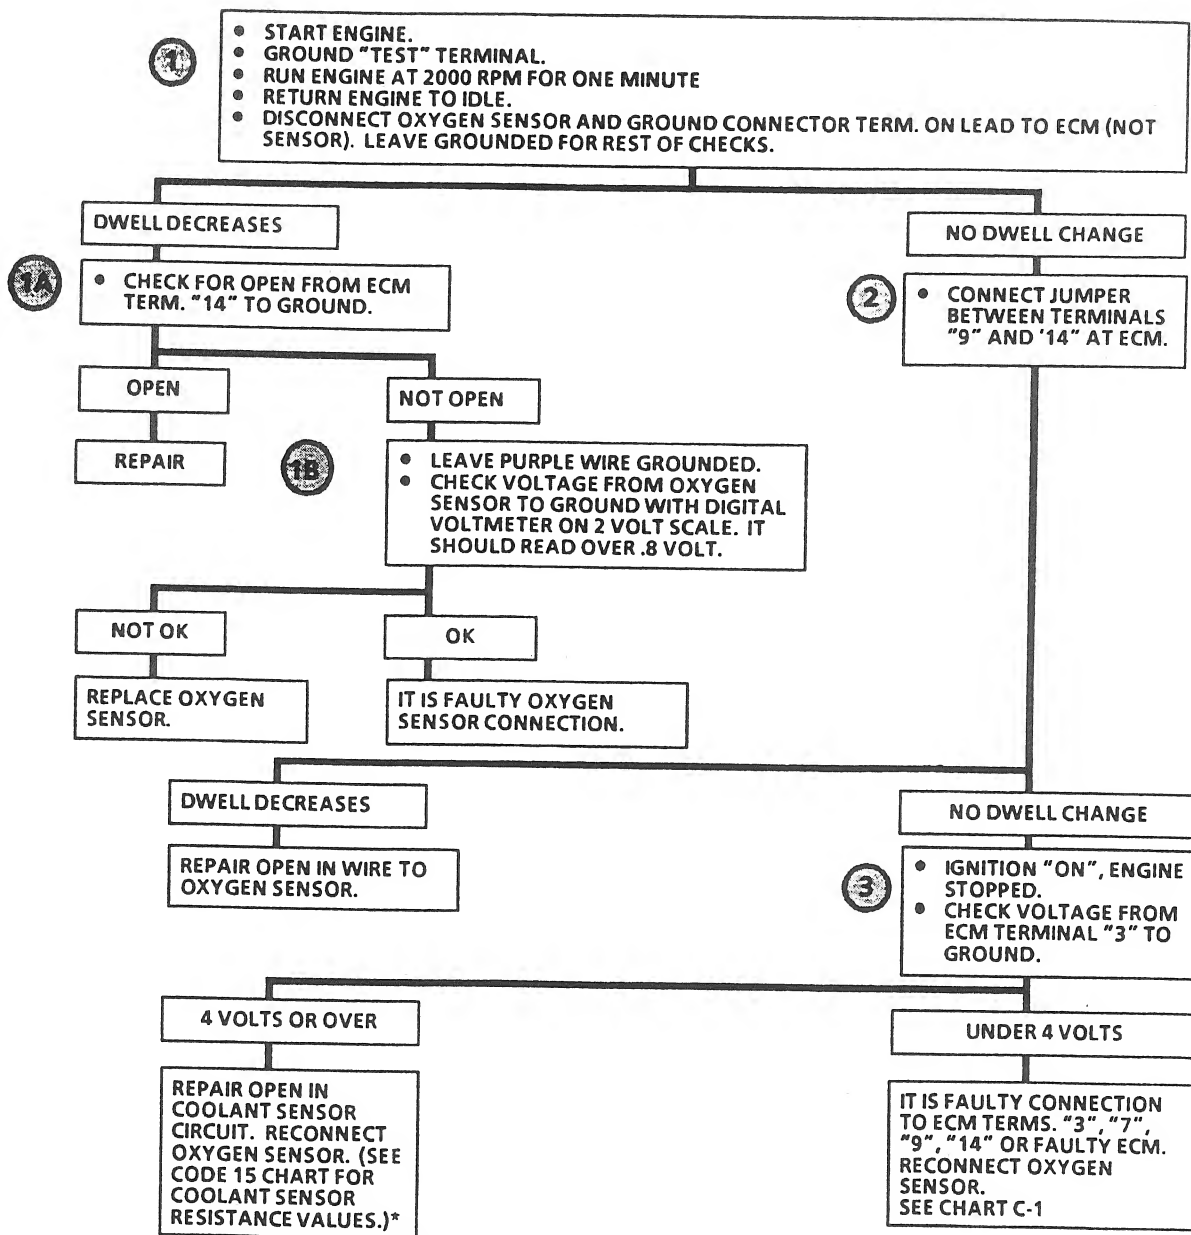 1
• START ENGINE.
• GROUND "TEST" TERMINAL.
• RUN ENGINE AT 2000 RPM FOR ONE MINUTE
• RETURN ENGINE TO IDLE.
• DISCONNECT OXYGEN SENSOR AND GROUND CONNECTOR TERM. ON LEAD TO ECM (NOT
SENSOR). LEAVE GROUNDED FOR REST OF CHECKS.
DWELL DECREASES
NO DWELL CHANGE
1A
• CHECK FOR OPEN FROM ECM
TERM. "14" TO GROUND.
2
• CONNECT JUMPER
BETWEEN TERMINALS
"9" AND '14" AT ECM.
OPEN
NOT OPEN
REPAIR
1B
• LEAVE PURPLE WIRE GROUNDED.
• CHECK VOLTAGE FROM OXYGEN
SENSOR TO GROUND WITH DIGITAL
VOLTMETER ON 2 VOLT SCALE. IT
SHOULD READ OVER .8 VOLT.
NOT OK
OK
REPLACE OXYGEN
SENSOR.
IT IS FAULTY OXYGEN
SENSOR CONNECTION.
DWELL DECREASES
NO DWELL CHANGE
REPAIR OPEN IN WIRE TO
OXYGEN SENSOR.
3
• IGNITION "ON", ENGINE
STOPPED.
• CHECK VOLTAGE FROM
ECM TERMINAL "3" TO
GROUND.
4 VOLTS OR OVER
UNDER 4 VOLTS
REPAIR OPEN IN
COOLANT SENSOR
CIRCUIT. RECONNECT
OXYGEN SENSOR. (SEE
CODE 15 CHART FOR
COOLANT SENSOR
RESISTANCE VALUES.)*
IT IS FAULTY CONNECTION
TO ECM TERMS. "3", "7",
"9", "14" OR FAULTY ECM.
RECONNECT OXYGEN
SENSOR.
SEE CHART C-1